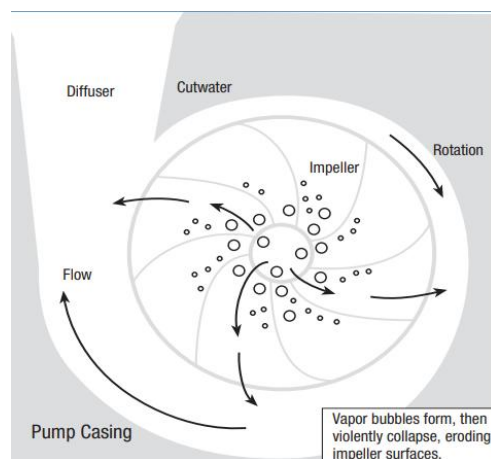 Diffuser
Cutwater
Rotation
Impeller
Flow
Pump Casing
Vapor bubbles form, then
violently collapse, eroding
impeller surfaces.